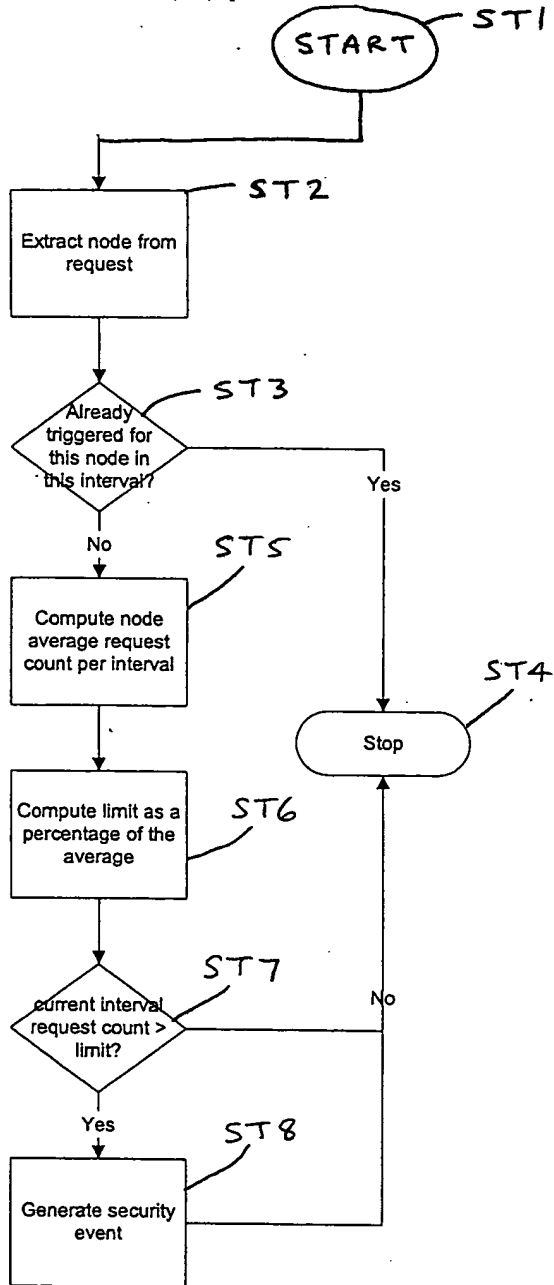 START
ST1
ST2
Extract node from
request
ST3
Already
triggered for
this node in
this interval?
Yes
No
ST5
Compute node
average request
count per interval
ST4
Stop
Compute limit as a
percentage of the
average
ST6
ST7
current interval
request count >
limit?
No
Yes
ST8
Generate security
event